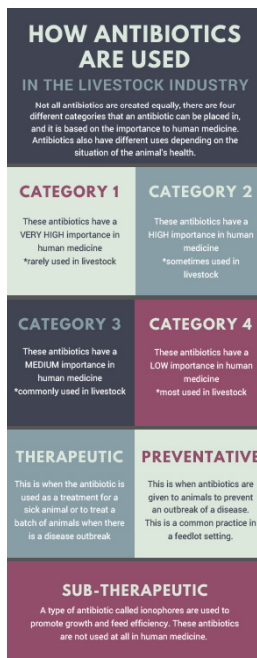 HOW ANTIBIOTICS
ARE USED
IN THE LIVESTOCK INDUSTRY
Not all antibiotics are created equally, there are four
different categories that an antibiotic can be placed in,
and it is based on the importance to human medicine.
Antibiotics also have different uses depending on the
situation of the animal's health.
CATEGORY 1
These antibiotics have a
VERY HIGH importance in
human medicine
*rarely used in livestock
CATEGORY 2
These antibiotics have a
HIGH importance in human
medicine
*sometimes used in
livestock
CATEGORY 3
These antibiotics have a
MEDIUM importance in
human medicine
*commonly used in livestock
CATEGORY 4
These antibiotics have a
LOW importance in human
medicine
*most used in livestock
THERAPEUTIC
This is when the antibiotic is
used as a treatment for a
sick animal or to treat a
batch of animals when there
is a disease outbreak
PREVENTATIVE
This is when antibiotics are
given to animals to prevent
an outbreak of a disease.
This is a common practice in
a feedlot setting.
SUB-THERAPEUTIC
A type of antibiotic called ionophores are used to
promote growth and feed efficiency. These antibiotics
are not used at all in human medicine.